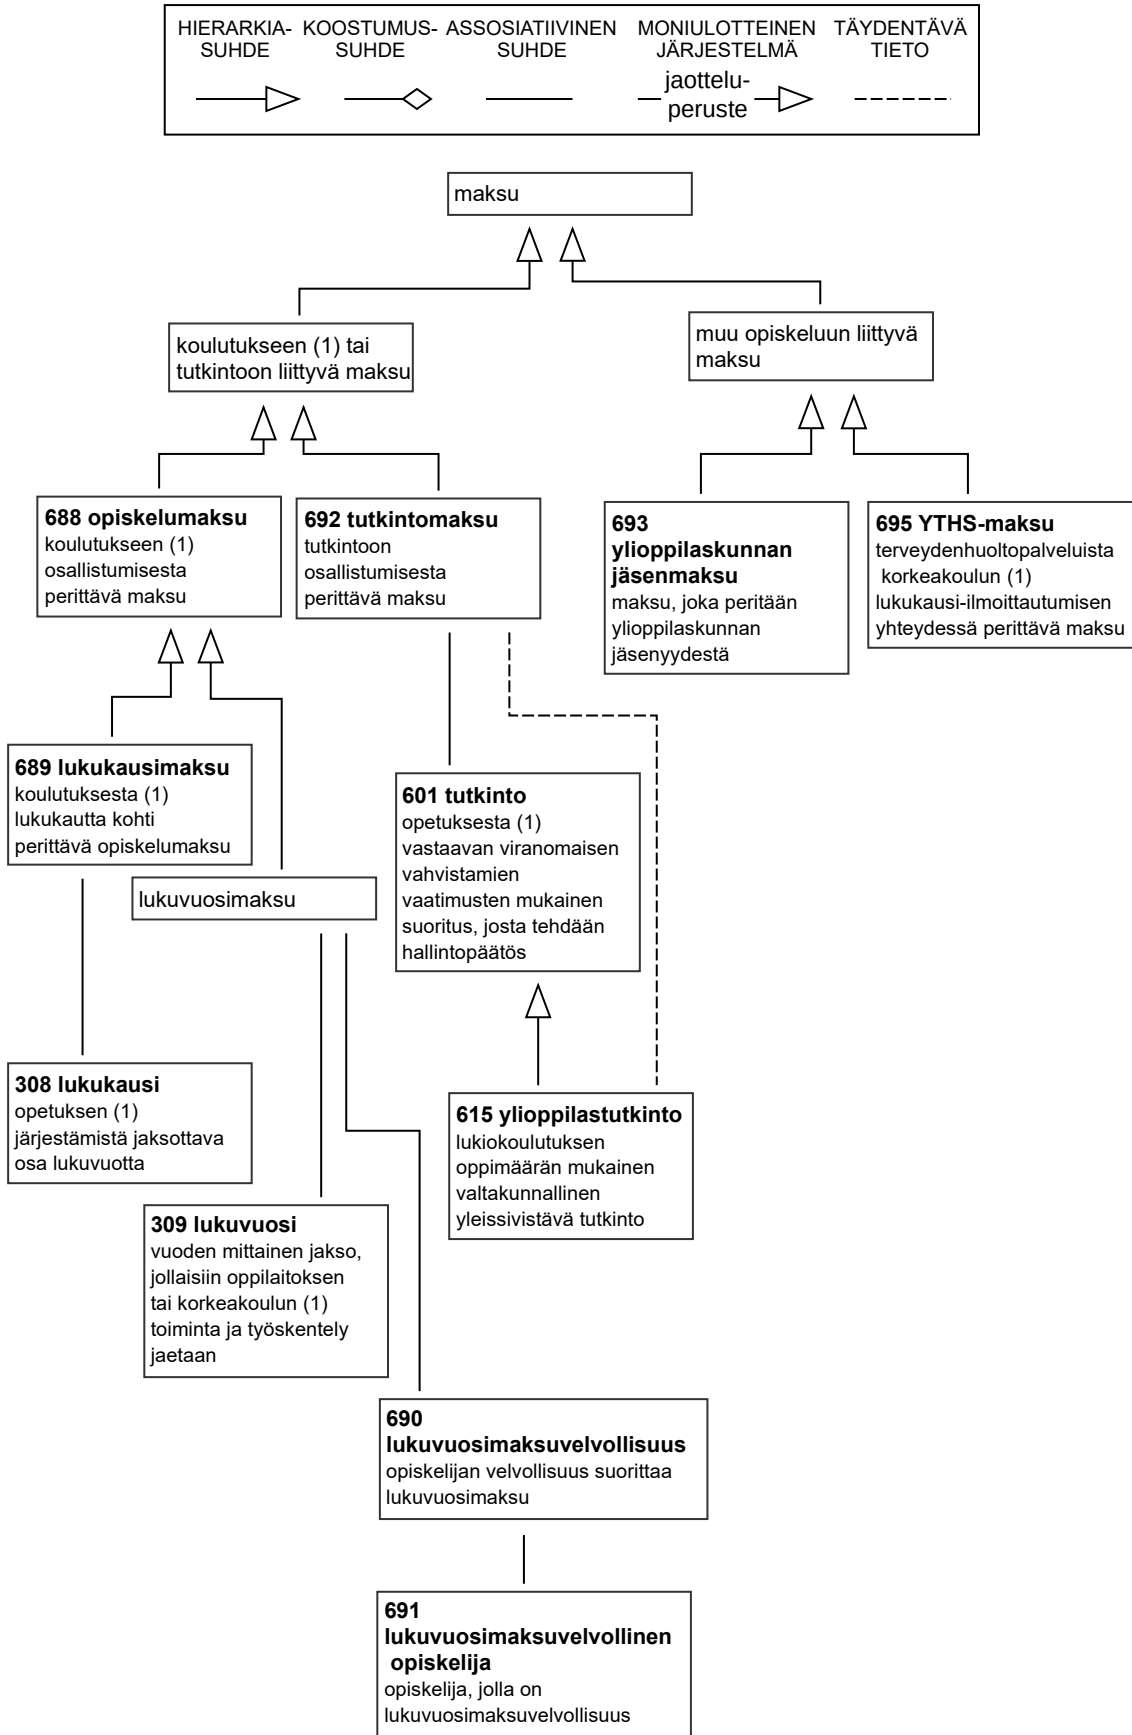 HIERARKIA-
SUHDE
KOOSTUMUS-
SUHDE
ASSOSIATIIVINEN
SUHDE
MONIULOTTEINEN
JÄRJESTELMÄ
TÄYDENTÄVÄ
TIETO
jaottelu-
peruste
maksu
koulutukseen (1) tai
tutkintoon liittyvä maksu
muu opiskeluun liittyvä
maksu
688 opiskelumaksu
koulutukseen (1)
osallistumisesta
perittävä maksu
692 tutkintomaksu
tutkintoon
osallistumisesta
perittävä maksu
693
ylioppilaskunnan
jäsenmaksu
maksu, joka peritään
ylioppilaskunnan
jäsenyydestä
695 YTHS-maksu
terveydenhuoltopalveluista
korkeakoulun (1)
lukukausi-ilmoittautumisen
yhteydessä perittävä maksu
689 lukukausimaksu
koulutuksesta (1)
lukukautta kohti
perittävä opiskelumaksu
lukuvuosimaksu
601 tutkinto
opetuksesta (1)
vastaavan viranomaisen
vahvistamien
vaatimusten mukainen
suoritus, josta tehdään
hallintopäätös
308 lukukausi
opetuksen (1)
järjestämistä jaksottava
osa lukuvuotta
615 ylioppilastutkinto
lukiokoulutuksen
oppimäärän mukainen
valtakunnallinen
yleissivistävä tutkinto
309 lukuvuosi
vuoden mittainen jakso,
jollaisiin oppilaitoksen
tai korkeakoulun (1)
toiminta ja työskentely
jaetaan
690
lukuvuosimaksuvelvollisuus
opiskelijan velvollisuus suorittaa
lukuvuosimaksu
691
lukuvuosimaksuvelvollinen
opiskelija
opiskelija, jolla on
lukuvuosimaksuvelvollisuus